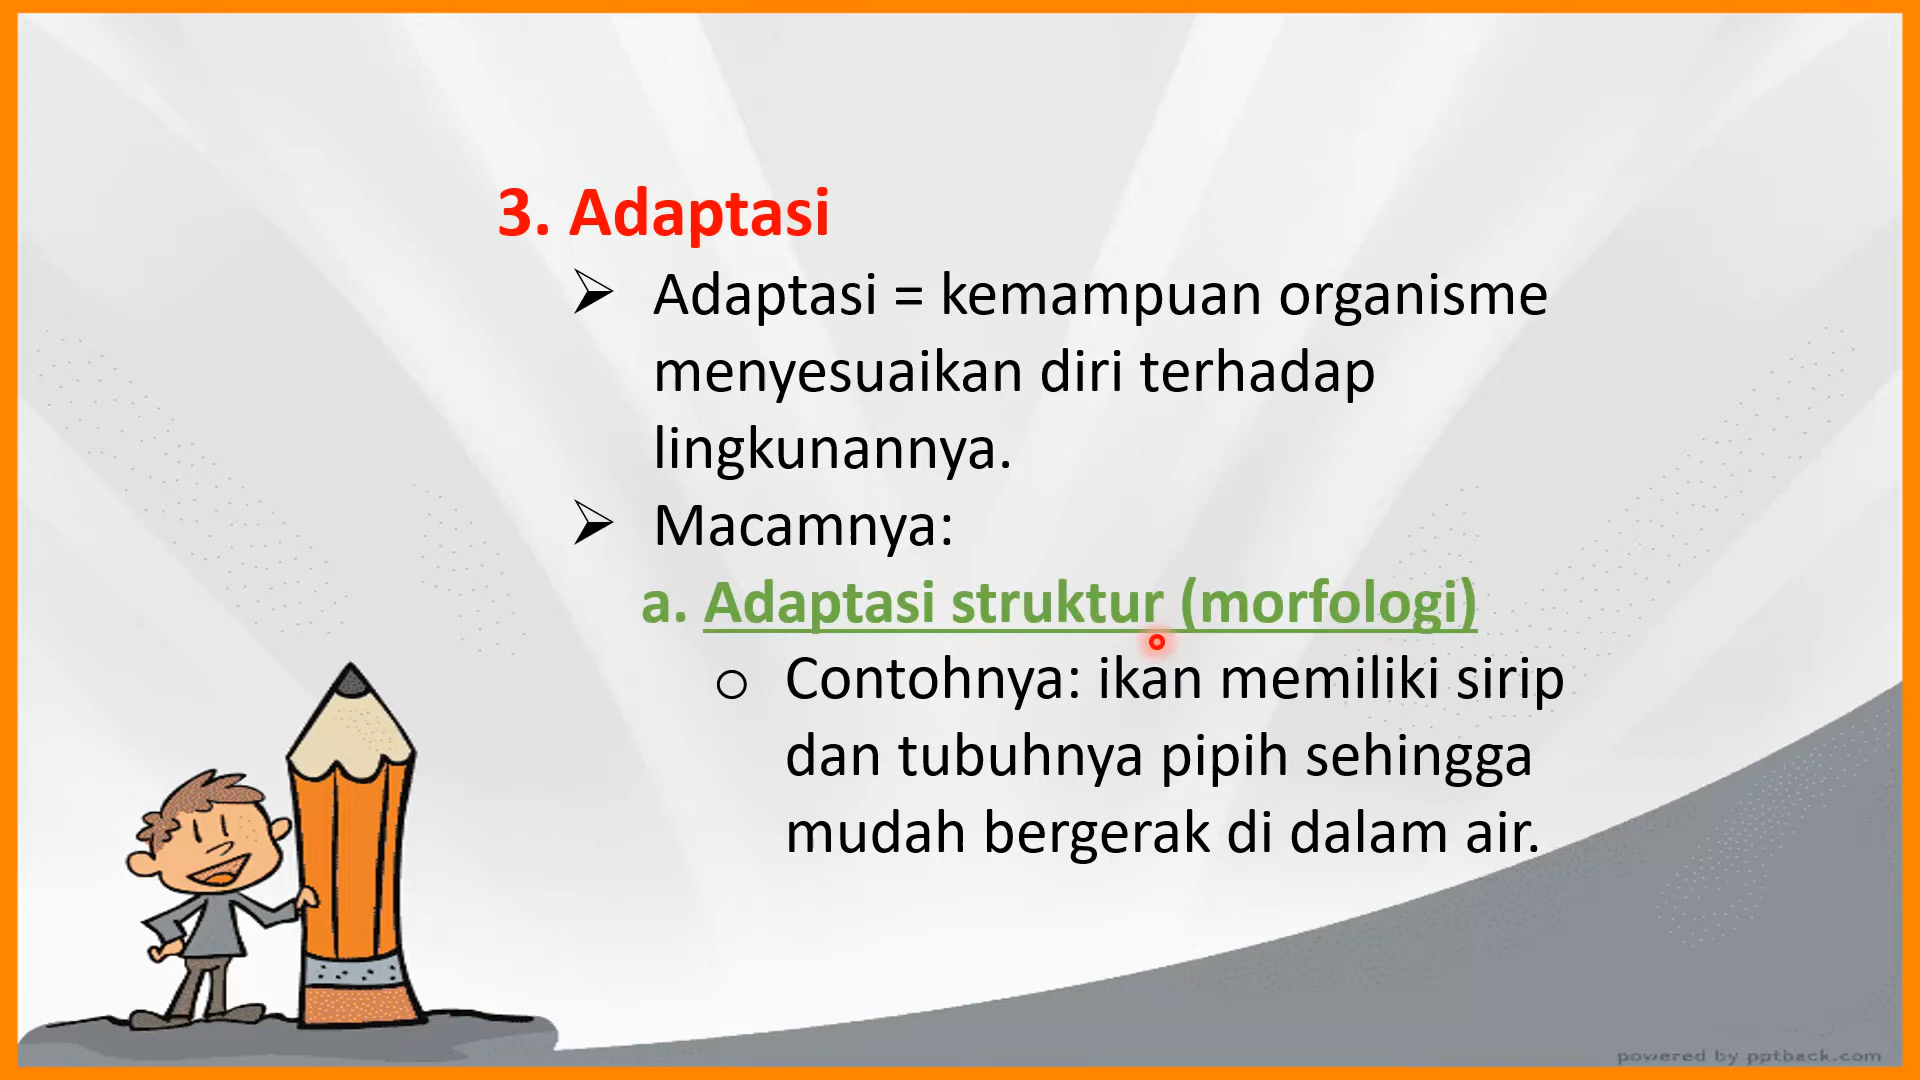 3. Adaptasi
➢ Adaptasi = kemampuan organisme
menyesuaikan diri terhadap
lingkunannya.
➢ Macamnya:
a. Adaptasi struktur (morfologi)
o Contohnya: ikan memiliki sirip
dan tubuhnya pipih sehingga
mudah bergerak di dalam air.
powered by pptback.com